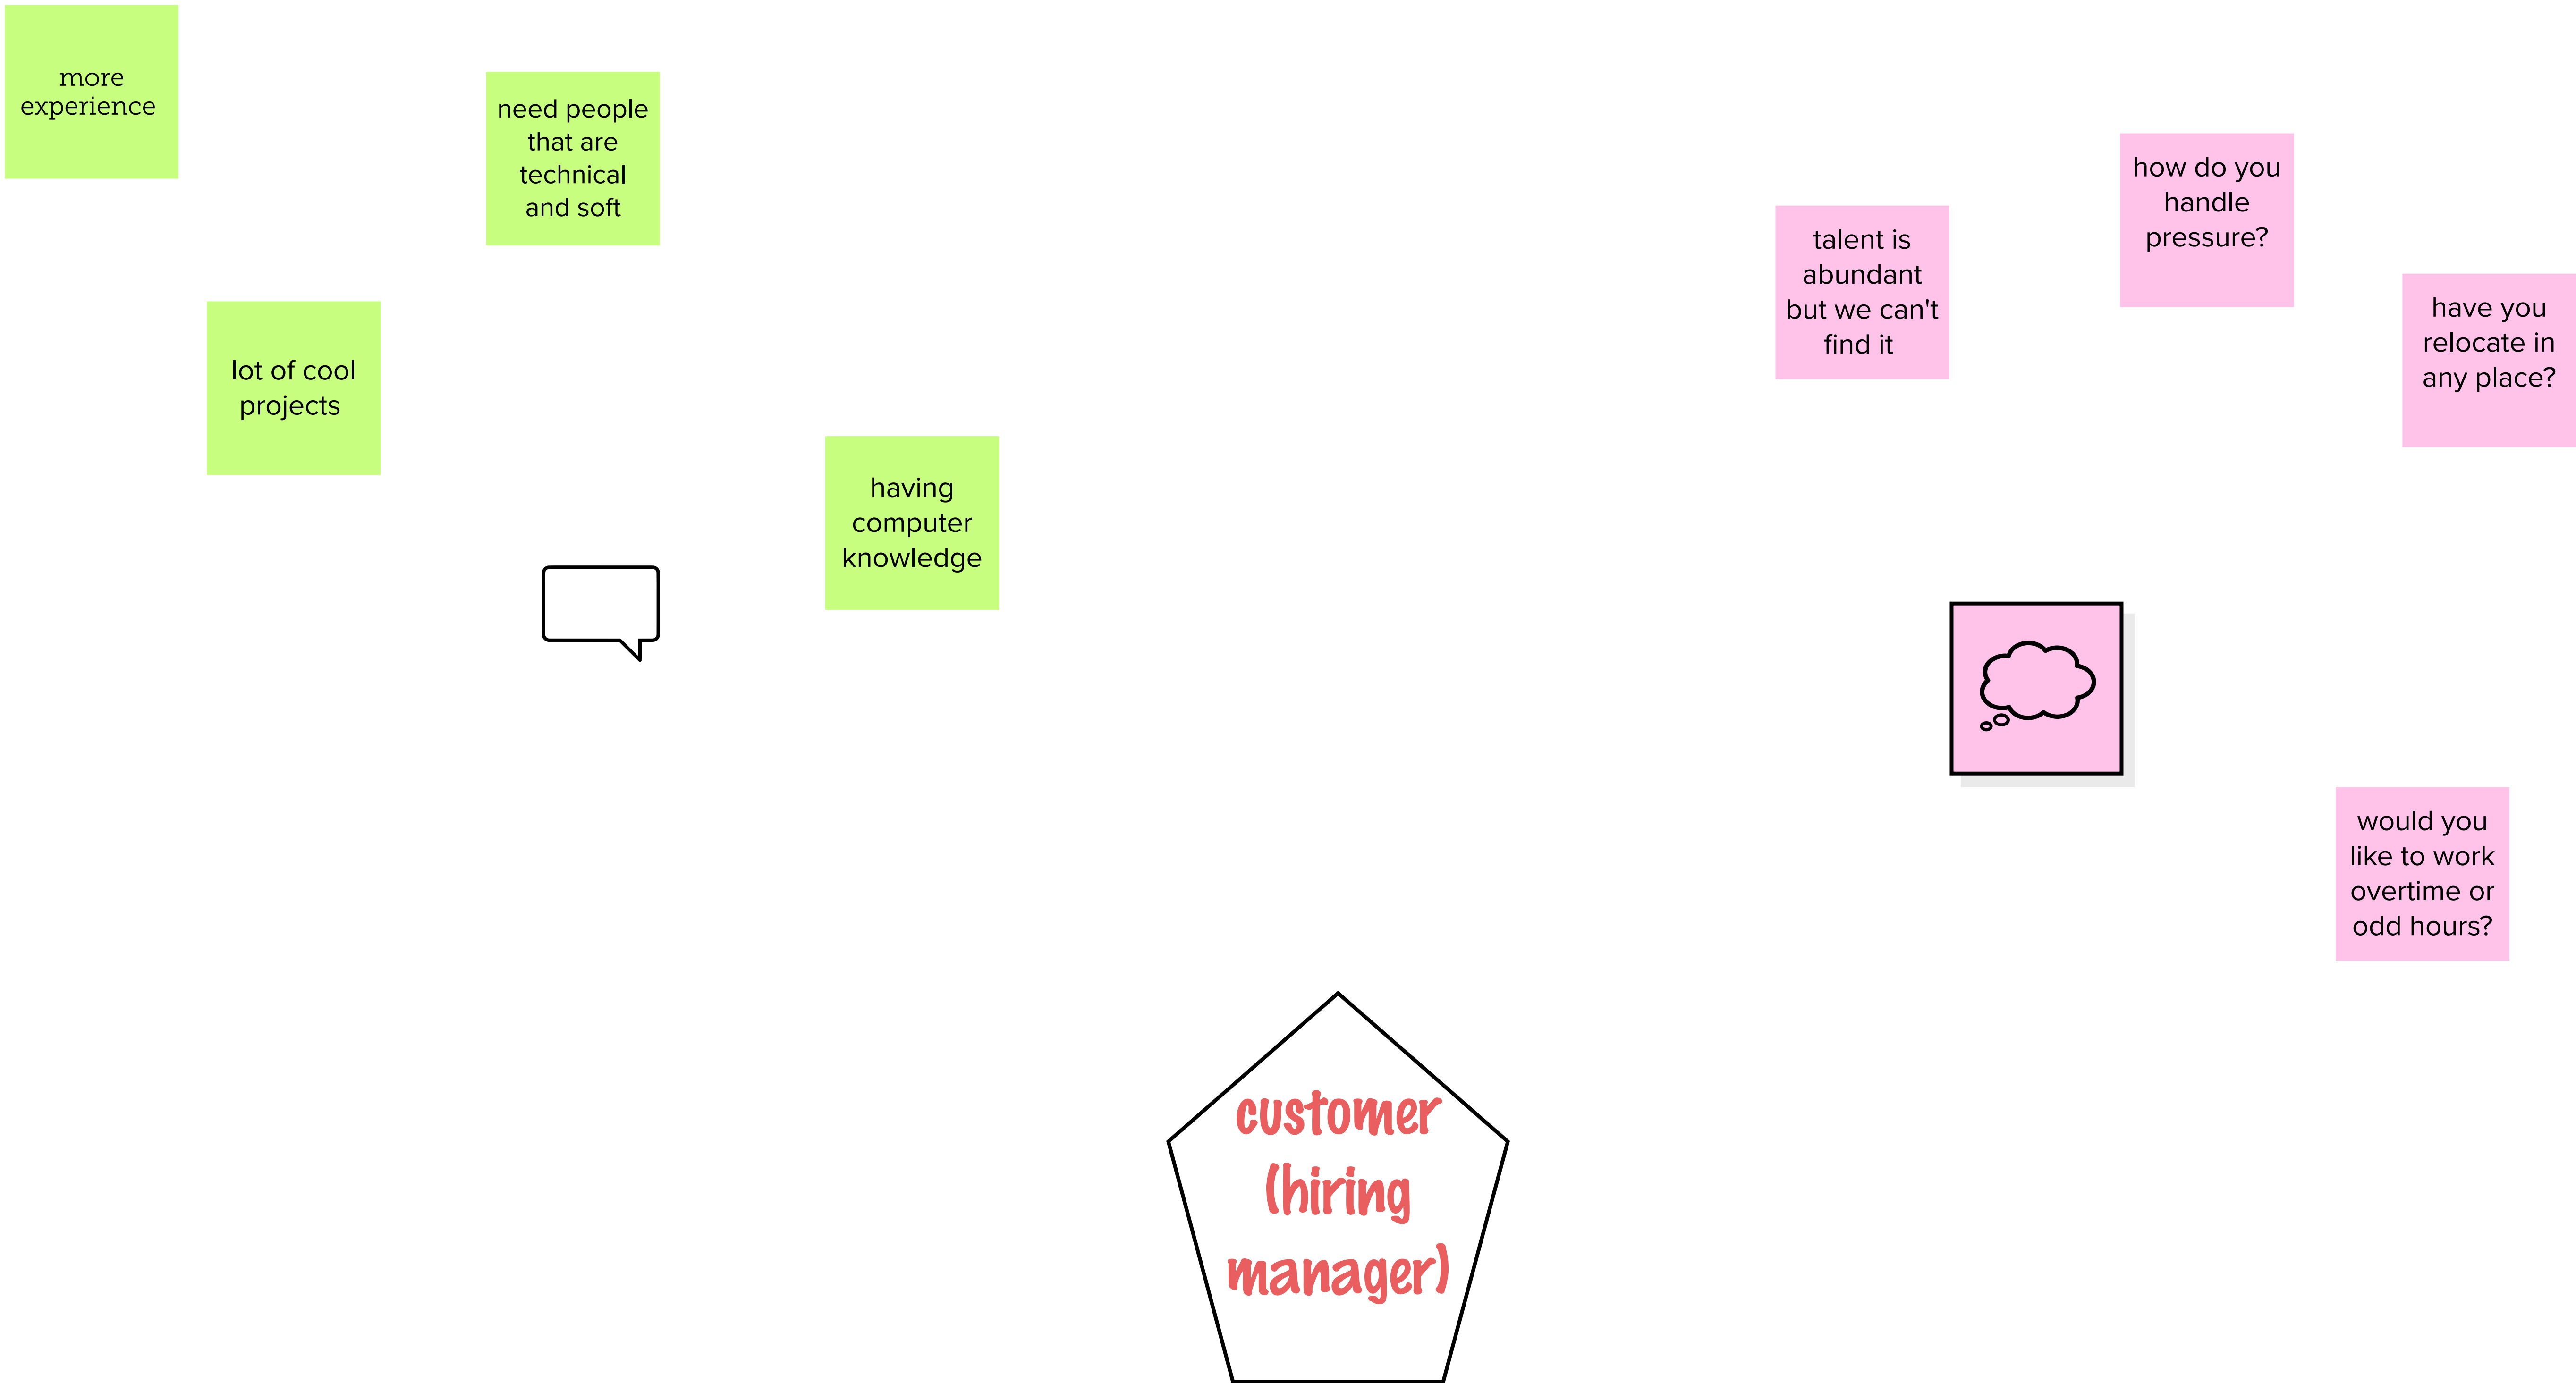 more
experience
need people
that are
technical
and soft
lot of cool
projects
having
computer
knowledge
talent is
abundant
but we can't
find it
how do you
handle
pressure?
have you
relocate in
any place?
would you
like to work
overtime or
odd hours?
customer
(hiring
manager)